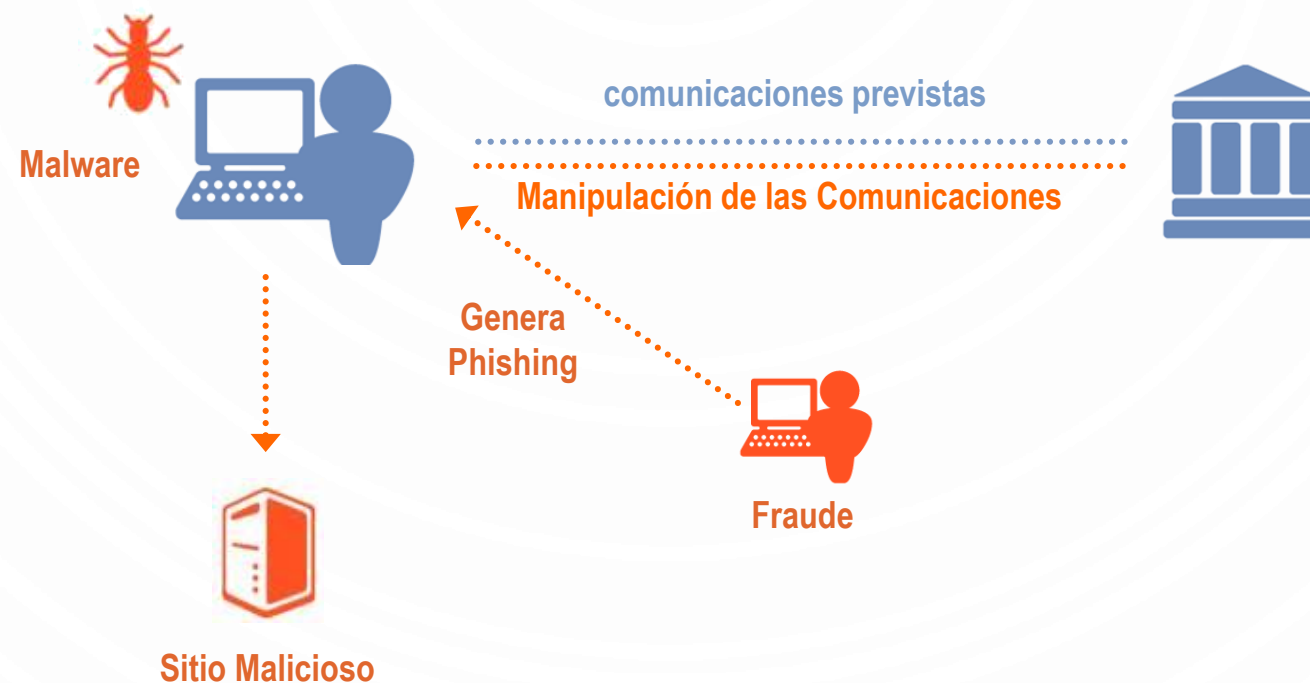 comunicaciones previstas
Malware
Manipulación de las Comunicaciones
Genera
Phishing
Fraude
Sitio Malicioso